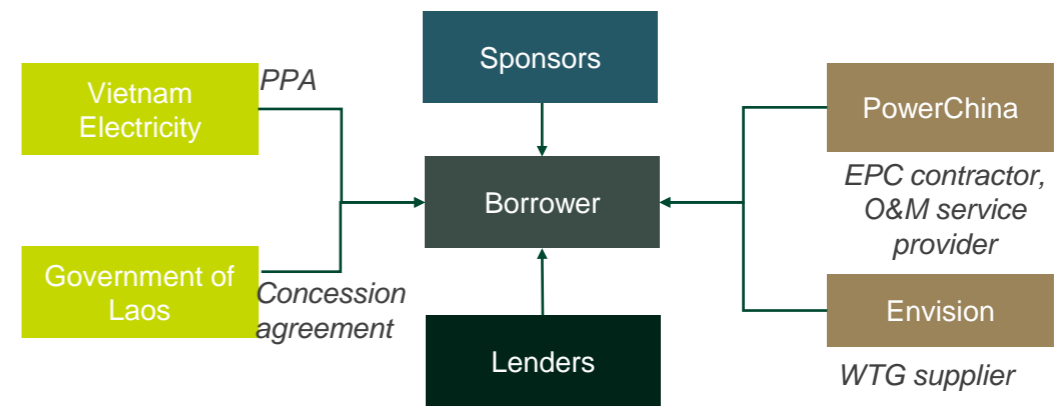 Sponsors
Vietnam
Electricity
PPA
PowerChina
EPC contractor,
O&M service
provider
Borrower
Government of
Laos
Concession
agreement
Envision
WTG supplier
Lenders